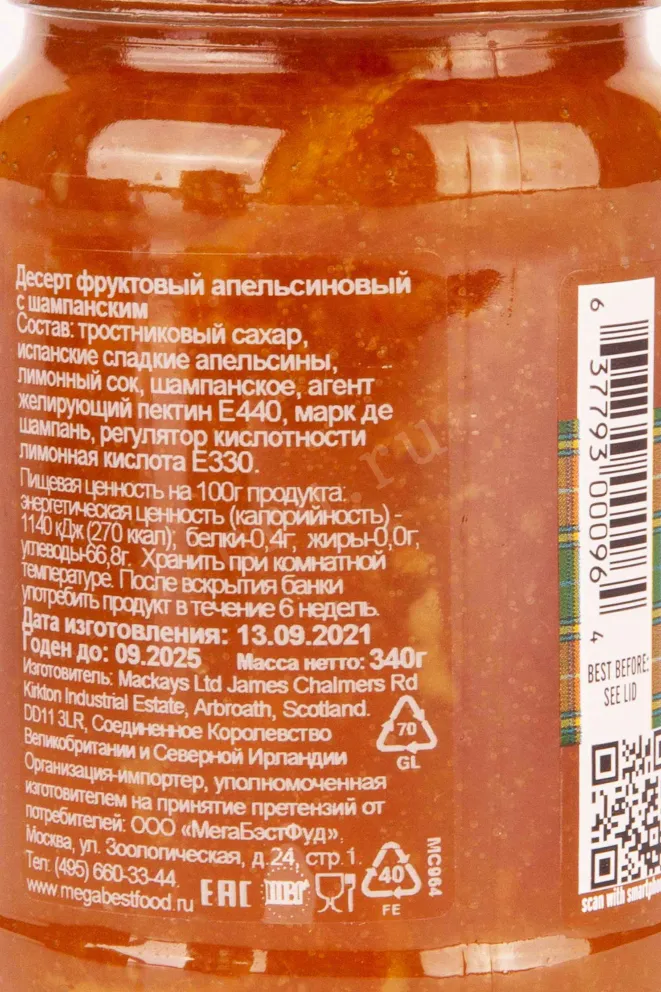 Десерт фруктовый апельсиновый
с шампанским
Состав: тростниковый сахар,
испанские сладкие апельсины,
лимонный сок, шампанское, агент
желирующий пектин Е440, марк де
шампань, регулятор кислотности
лимонная кислота Е330.
Пищевая ценность на 100г продукта:
энергетическая ценность (калорийность) -
1140 кДж (270 ккал); белки-0,4г, жиры-0,0г,
углеводы-66,8г. Хранить при комнатной
температуре. После вскрытия банки
употребить продукт в течение 6 недель.
Дата изготовления: 13.09.2021
Годен до: 09.2025 Масса нетто: 340г
Изготовитель: Mackays Ltd James Chalmers Rd
Kirkton Industrial Estate, Arbroath, Scotland.
DD11 3LR, Соединенное Королевство
Великобритании и Северной Ирландии
Организация-импортер, уполномоченная
изготовителем на принятие претензий от
потребителей: ООО «МегаБэстФуд»,
Москва, ул. Зоологическая, д.24, стр.1.
Тел: (495) 660-33-44.
www.megabestfood.ru
EAC
70
GL
40
FE
MC964
6 37793 00096 4
BEST BEFORE:
SEE LID
scan with